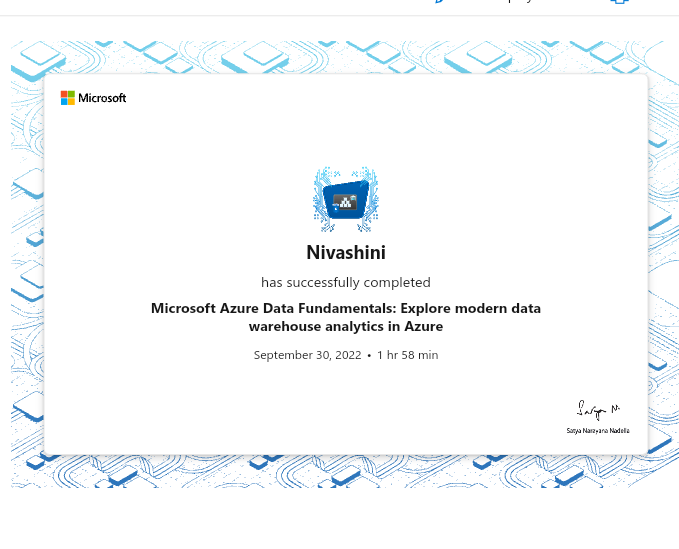 Microsoft
Nivashini
has successfully completed
Microsoft Azure Data Fundamentals: Explore modern data
warehouse analytics in Azure
September 30, 2022 • 1 hr 58 min
Satya Narayana Nadella